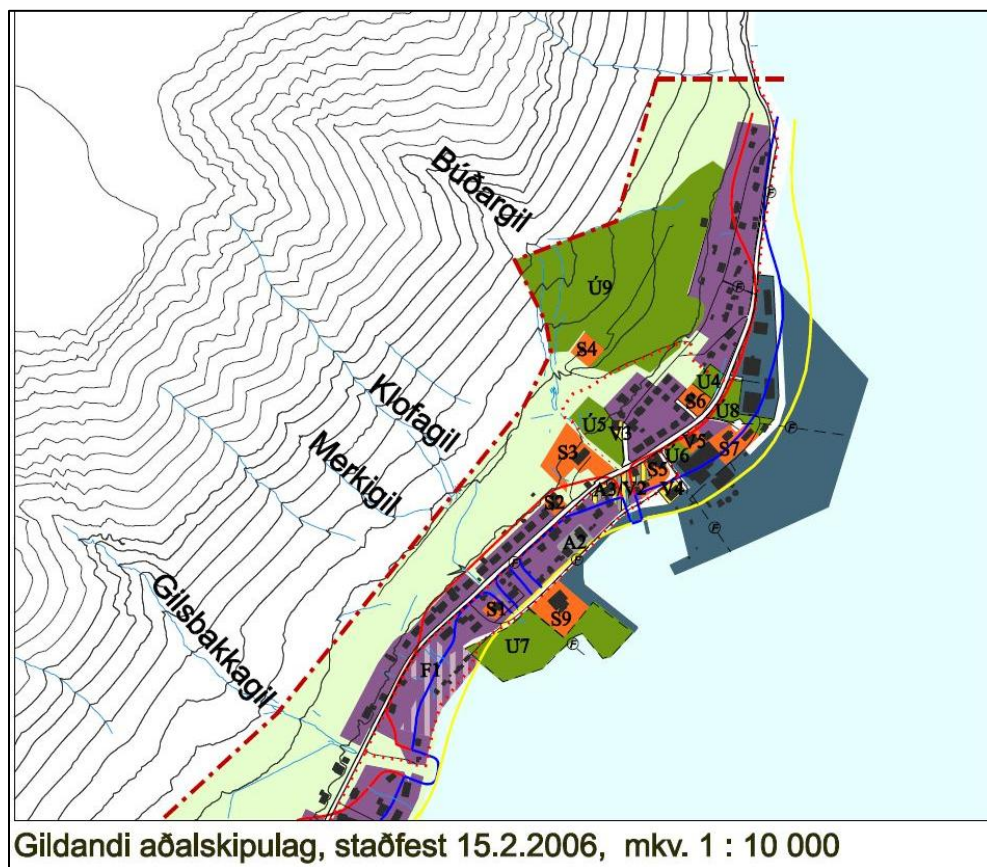 Búðargil
Ú9
S4
Klofagil
Ú4
S6
Ú5
V3
Ú8
Merkigil
S3
V5
Ú6
S7
S5
A3
V2
V4
S2
A2
Gilsbakkagil
S1
S9
Ú7
F1
Gildandi aðalskipulag, staðfest 15.2.2006, mkv. 1 : 10 000